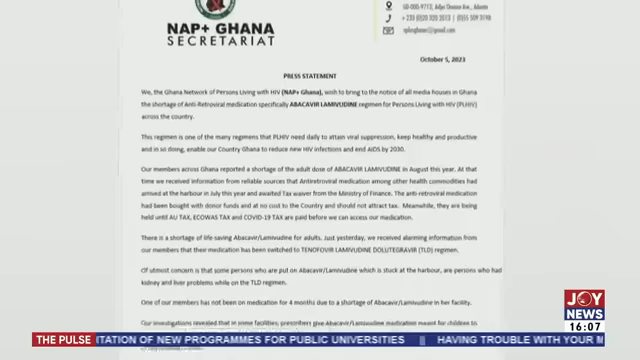 NAP+ GHANA
SECRETARIAT
GD-000-9713, Adjei Onanoe Ave., Adenta
+ 233 (0)20 320 2013 | (0)55 509 3198
October 5, 2023
PRESS STATEMENT
We, the Ghana Network of Persons Living with HIV (NAP+ Ghana), wish to bring to the notice of all media houses in Ghana
the shortage of Anti-Retroviral medication specifically ABACAVIR LAMIVUDINE regimen for Persons Living with HIV (PLHIV)
across the country.
This regimen is one of the many regimens that PLHIV need daily to attain viral suppression, keep healthy and productive
and in so doing, enable our Country Ghana to reduce new HIV infections and end AIDS by 2030.
Our members across Ghana reported a shortage of the adult dose of ABACAVIR LAMIVUDINE in August this year. At that
time we received information from reliable sources that Antiretroviral medication among other health commodities had
arrived at the harbour in July this year and awaited Tax waiver from the Ministry of Finance. The anti-retroviral medication
had been bought with donor funds and at no cost to the Country and should not attract tax. Meanwhile, they are being
held until AU TAX, ECOWAS TAX and COVID-19 TAX are paid before we can access our medication.
There is a shortage of life-saving Abacavir/Lamivudine for adults. Just yesterday, we received alarming information from
our members that their medication has been switched to TENOFOVIR LAMIVUDINE DOLUTEGRAVIR (TLD) regimen.
Of utmost concern is that some persons who are put on Abacavir/Lamivudine which is stuck at the harbour, are persons who had
kidney and liver problems while on the TLD regimen.
One of our members has not been on medication for 4 months due to a shortage of Abacavir/Lamivudine in her facility.
Our investigations revealed that in some facilities; prescribers give Abacavir/Lamivudine medication meant for children to
JOY
NEWS
16:07
THE PULSE
ITATION OF NEW PROGRAMMES FOR PUBLIC UNIVERSITIES || HAVING TROUBLE WITH YOUR M